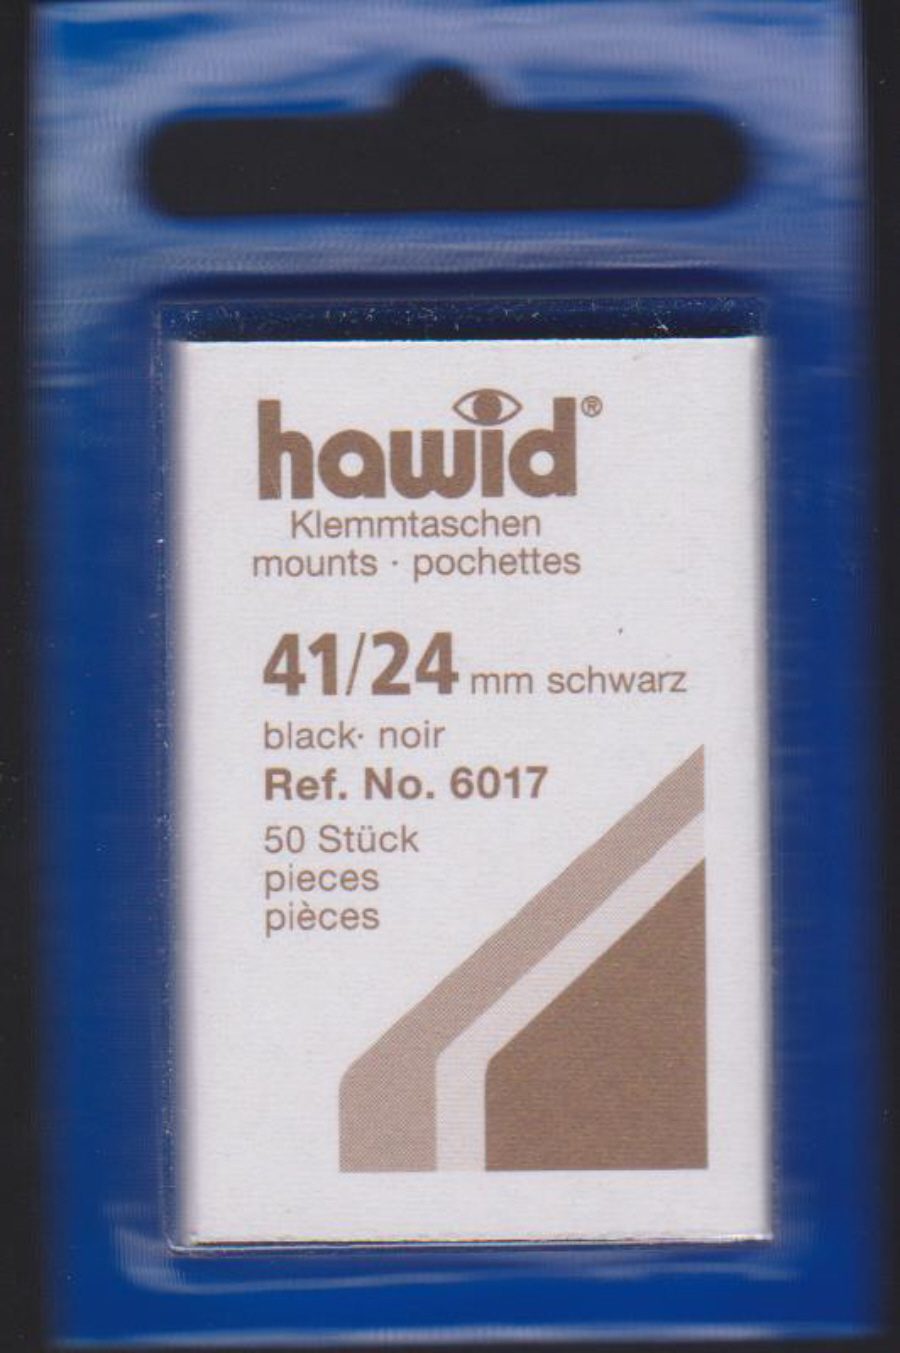 hawid®
Klemmtaschen
mounts · pochettes
41/24 mm schwarz
black· noir
Ref. No. 6017
50 Stück
pieces
pièces